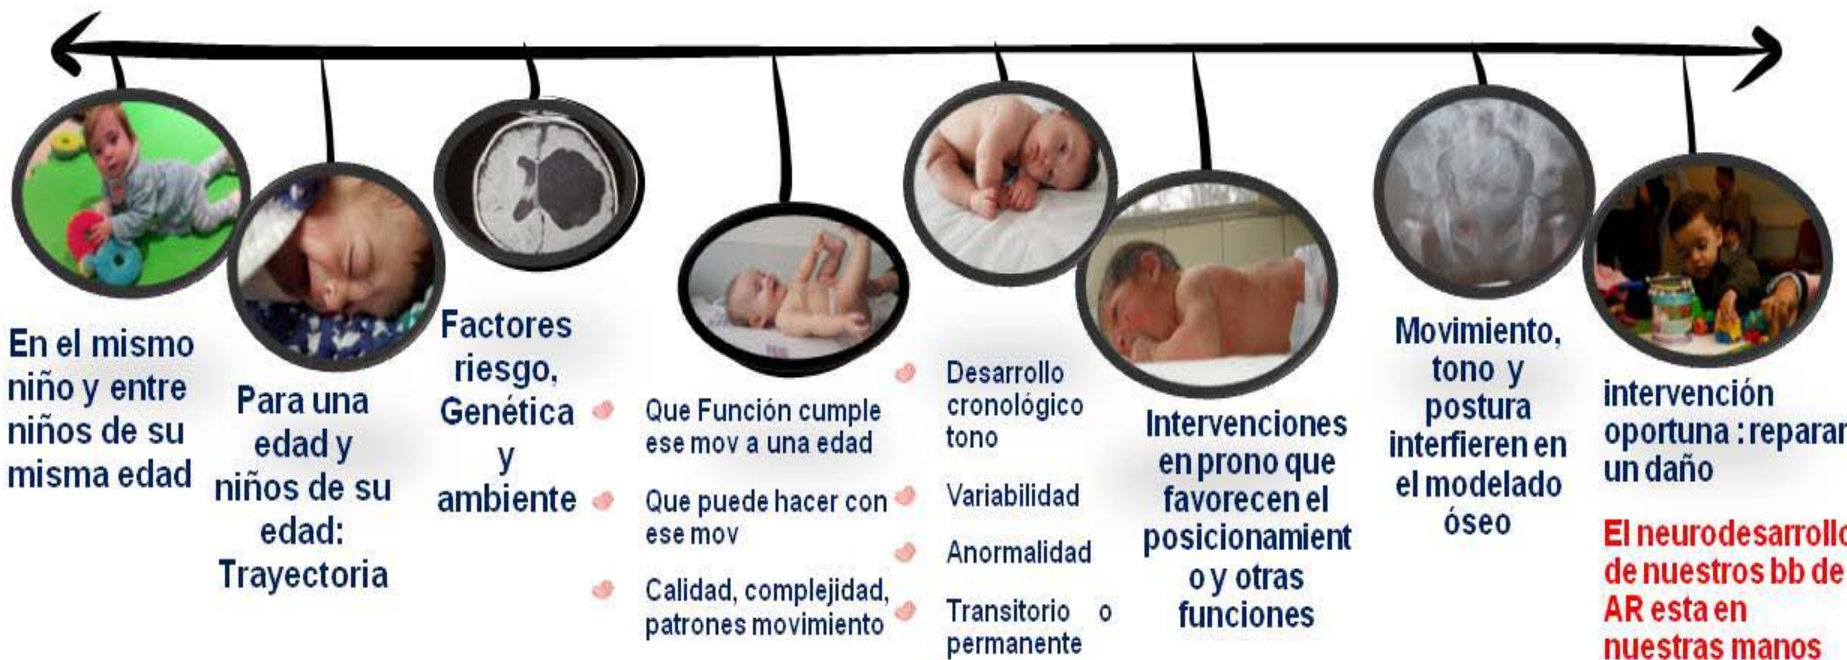 En el mismo
niño y entre
niños de su
misma edad
Para una
edad y
niños de su
edad:
Trayectoria
Factores
riesgo,
Genética
y
ambiente
Que Función cumple
ese mov a una edad
Que puede hacer con
ese mov
Calidad, complejidad,
patrones movimiento
Desarrollo
cronológico
tono
Variabilidad
Anormalidad
Transitorio o
permanente
Intervenciones
en prono que
favorecen el
posicionamient
o y otras
funciones
Movimiento,
tono y
postura
interfieren en
el modelado
óseo
intervención
oportuna : reparar
un daño
El neurodesarrollo
de nuestros bb de
AR esta en
nuestras manos